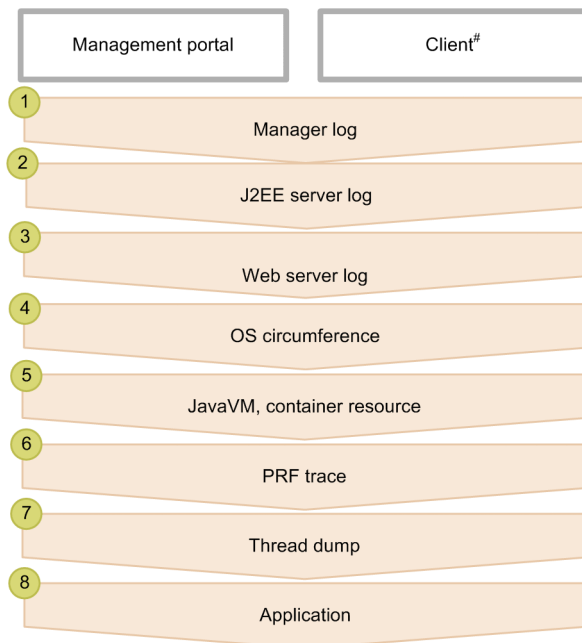 Management portal
Client#
1
Manager log
2
J2EE server log
3
Web server log
4
OS circumference
5
JavaVM, container resource
6
PRF trace
7
Thread dump
8
Application